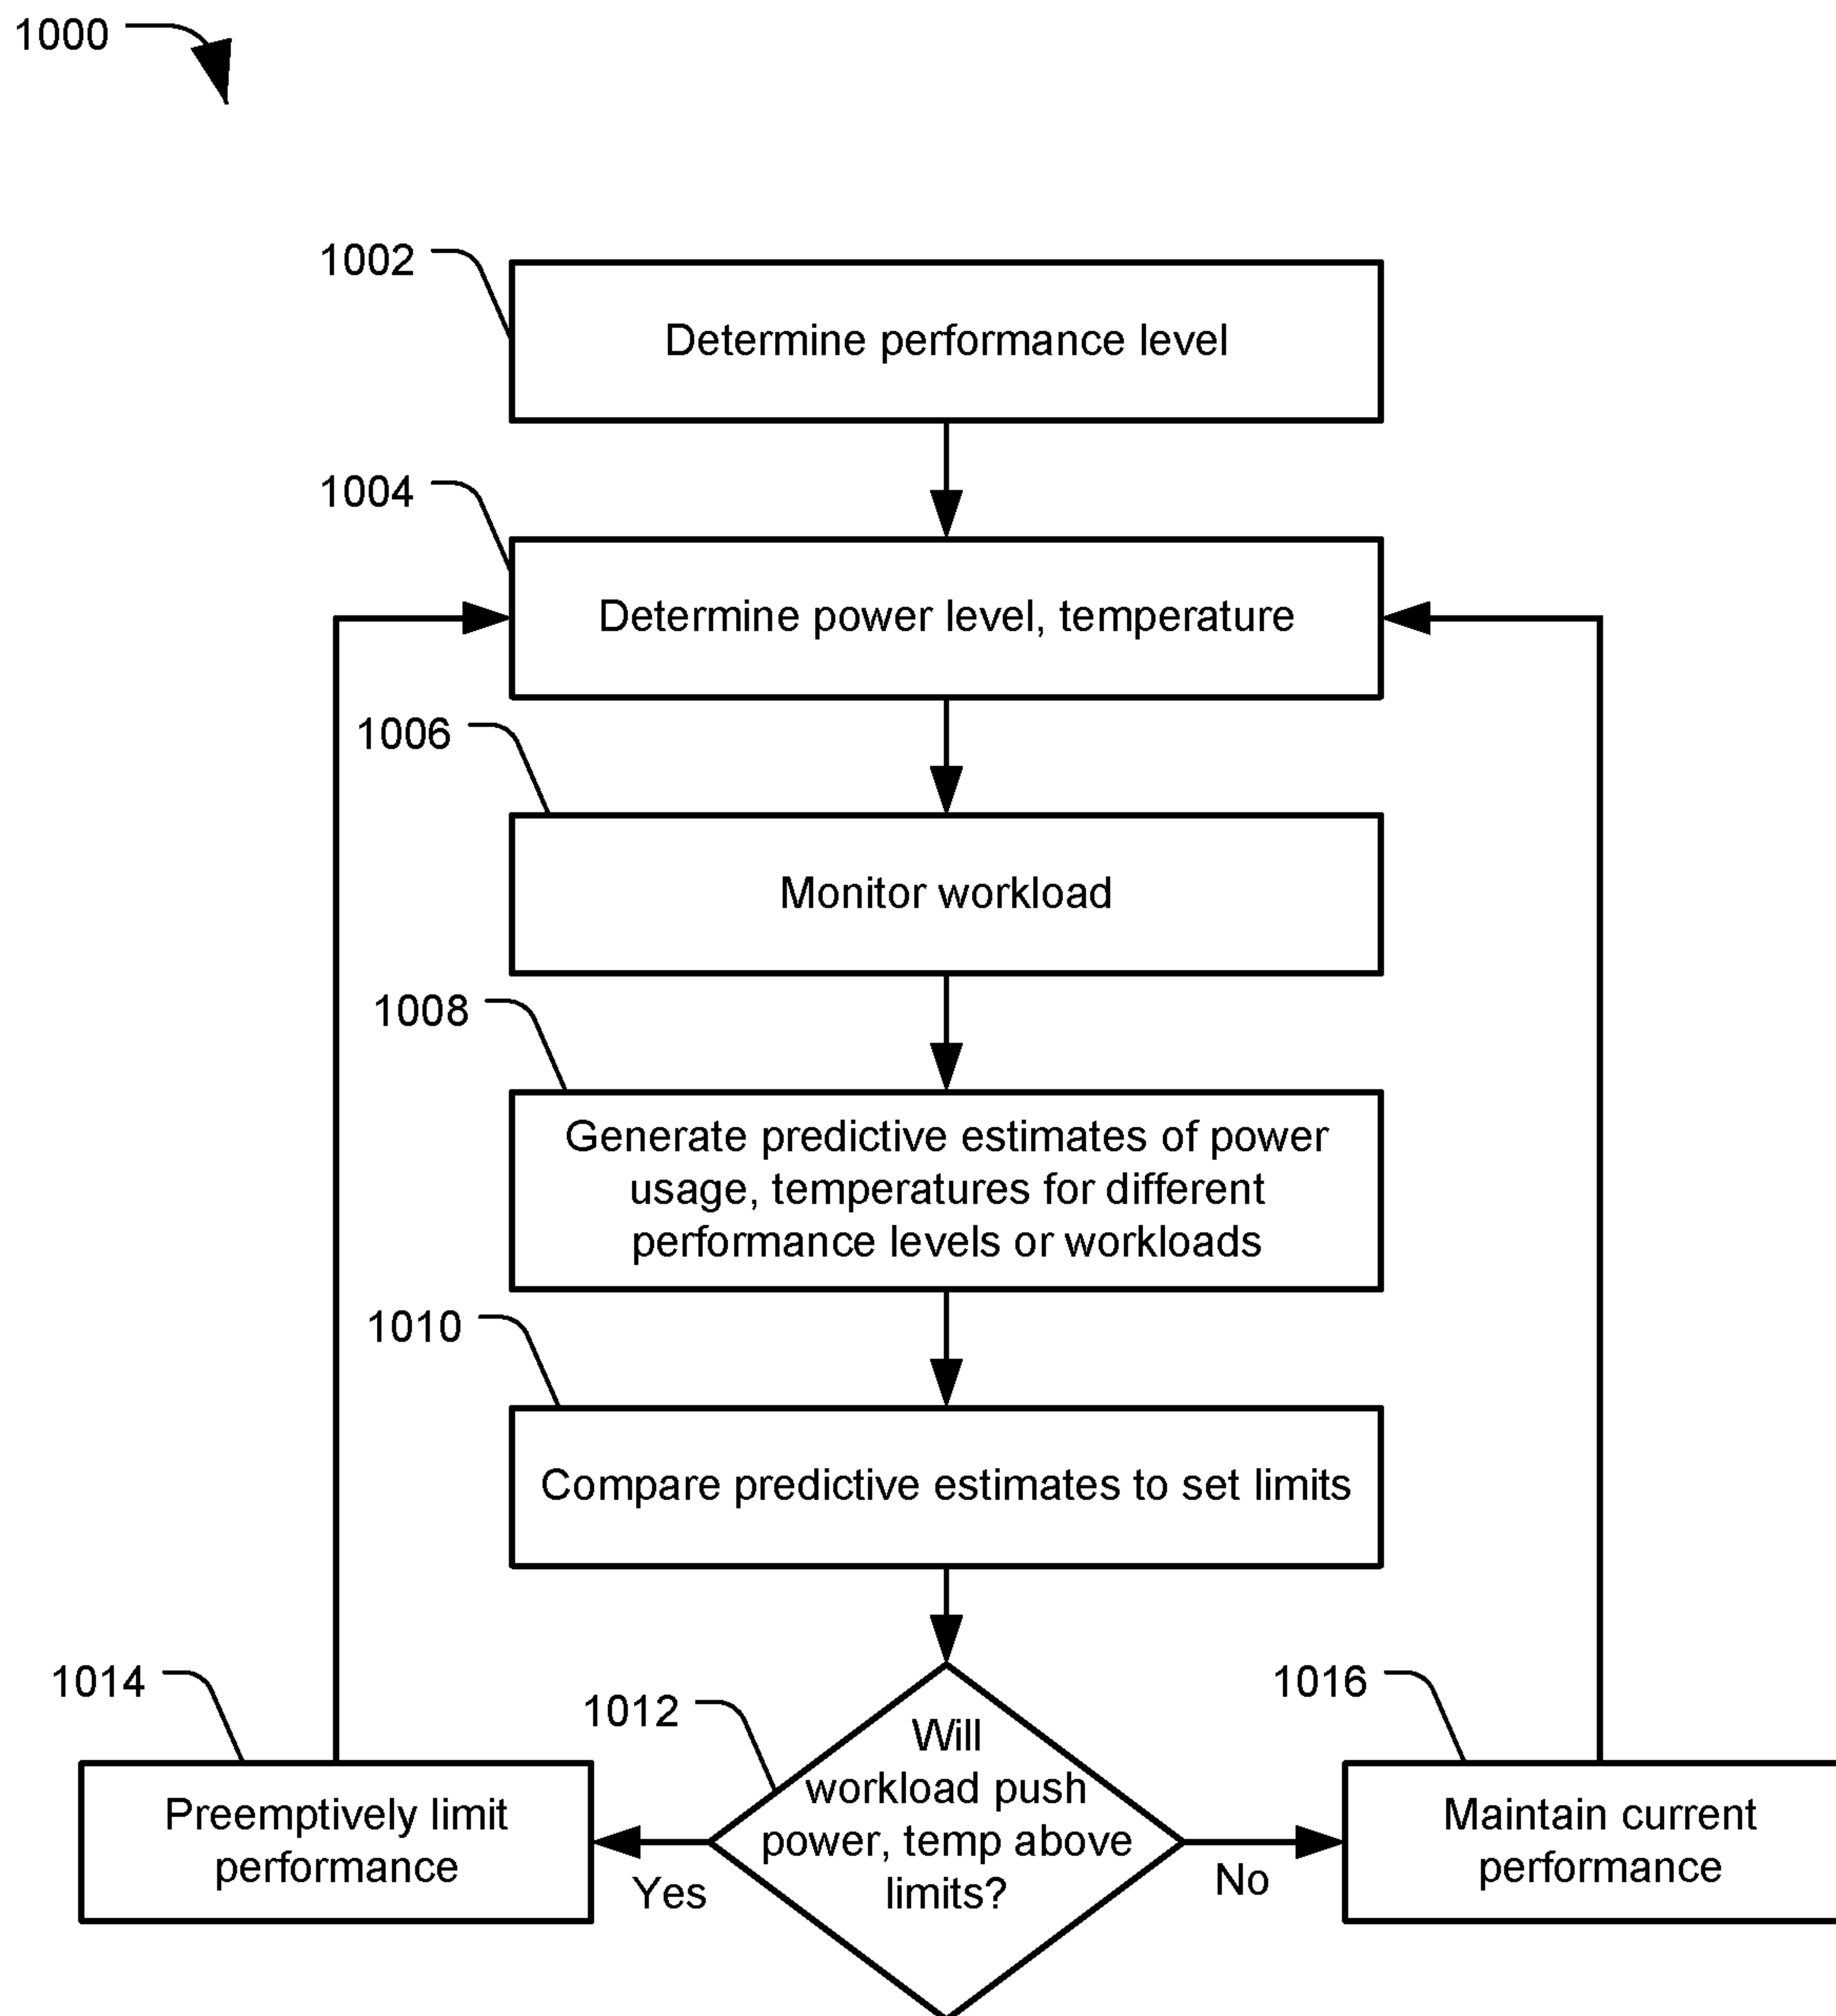 1000
1002
Determine performance level
1004
Determine power level, temperature
1006
Monitor workload
1008
Generate predictive estimates of power
usage, temperatures for different
performance levels or workloads
1010
Compare predictive estimates to set limits
1014
1012
1016
Will
workload push
power, temp above
limits?
Preemptively limit
performance
Yes
No
Maintain current
performance